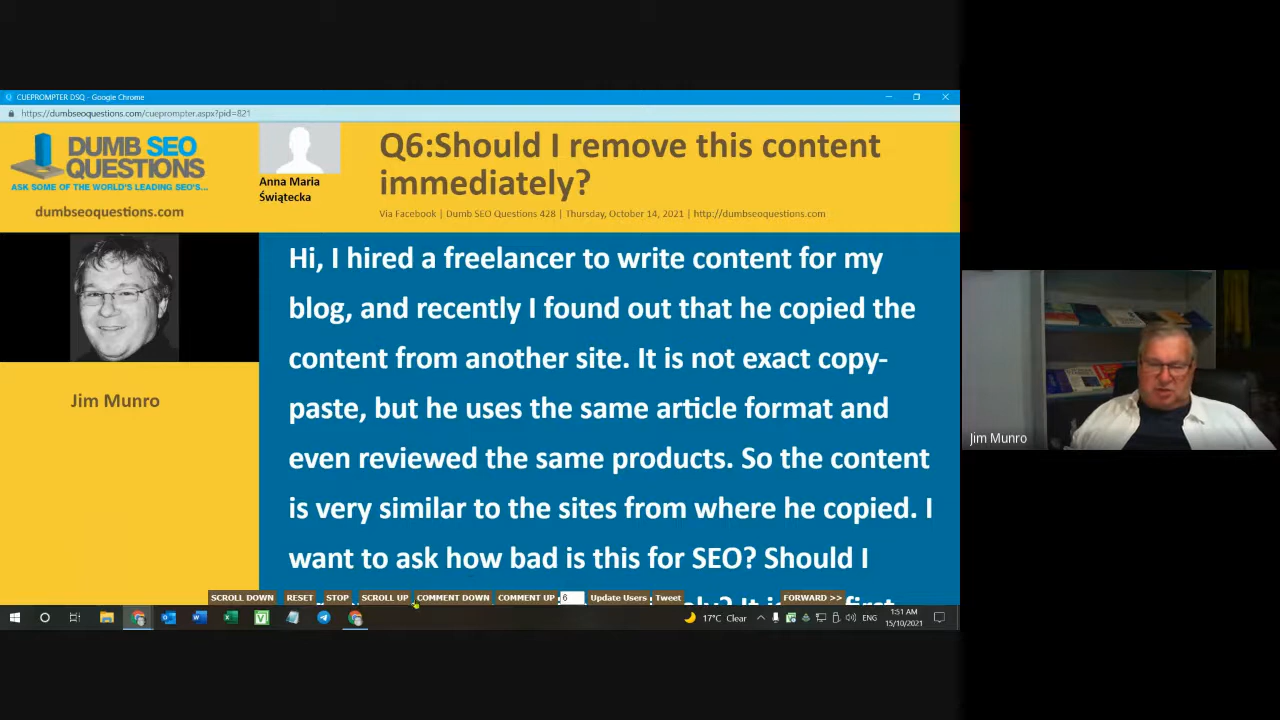 CUEPROMPTER DSQ - Google Chrome
https://dumbseoquestions.com/cueprompter.aspx?pid=821
DUMB SEO
QUESTIONS
ASK SOME OF THE WORLD'S LEADING SEO'S...
dumbseoquestions.com
Anna Maria
Świątecka
Q6:Should I remove this content
immediately?
Via Facebook | Dumb SEO Questions 428 | Thursday, October 14, 2021 | http://dumbseoquestions.com
Jim Munro
Hi, I hired a freelancer to write content for my
blog, and recently I found out that he copied the
content from another site. It is not exact copy-
paste, but he uses the same article format and
even reviewed the same products. So the content
is very similar to the sites from where he copied. I
want to ask how bad is this for SEO? Should I
first
SCROLL DOWN RESET STOP SCROLL UP COMMENT DOWN COMMENT UP 6 Update Users Tweet FORWARD >>
17°C Clear ENG 1:51 AM
15/10/2021
Jim Munro